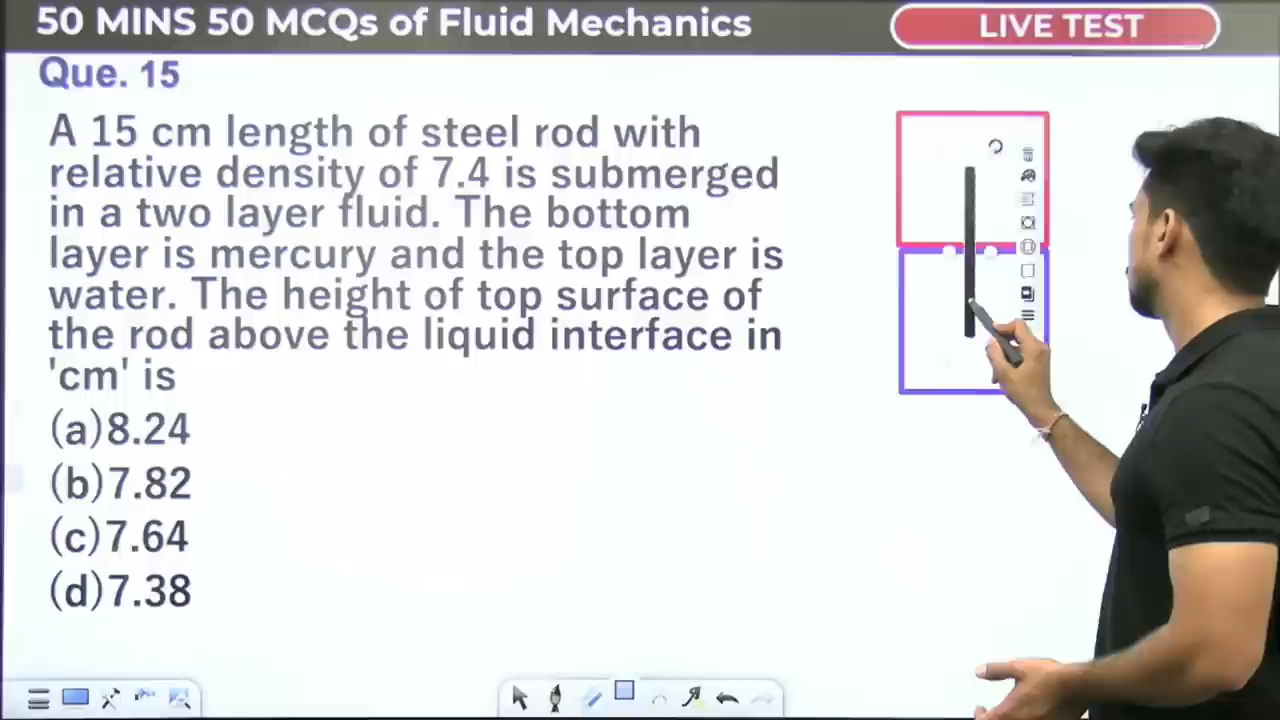 50 MINS 50 MCQs of Fluid Mechanics
LIVE TEST
Que. 15
A 15 cm length of steel rod with
relative density of 7.4 is submerged
in a two layer fluid. The bottom
layer is mercury and the top layer is
water. The height of top surface of
the rod above the liquid interface in
'cm' is
(a)8.24
(b)7.82
(c)7.64
(d)7.38